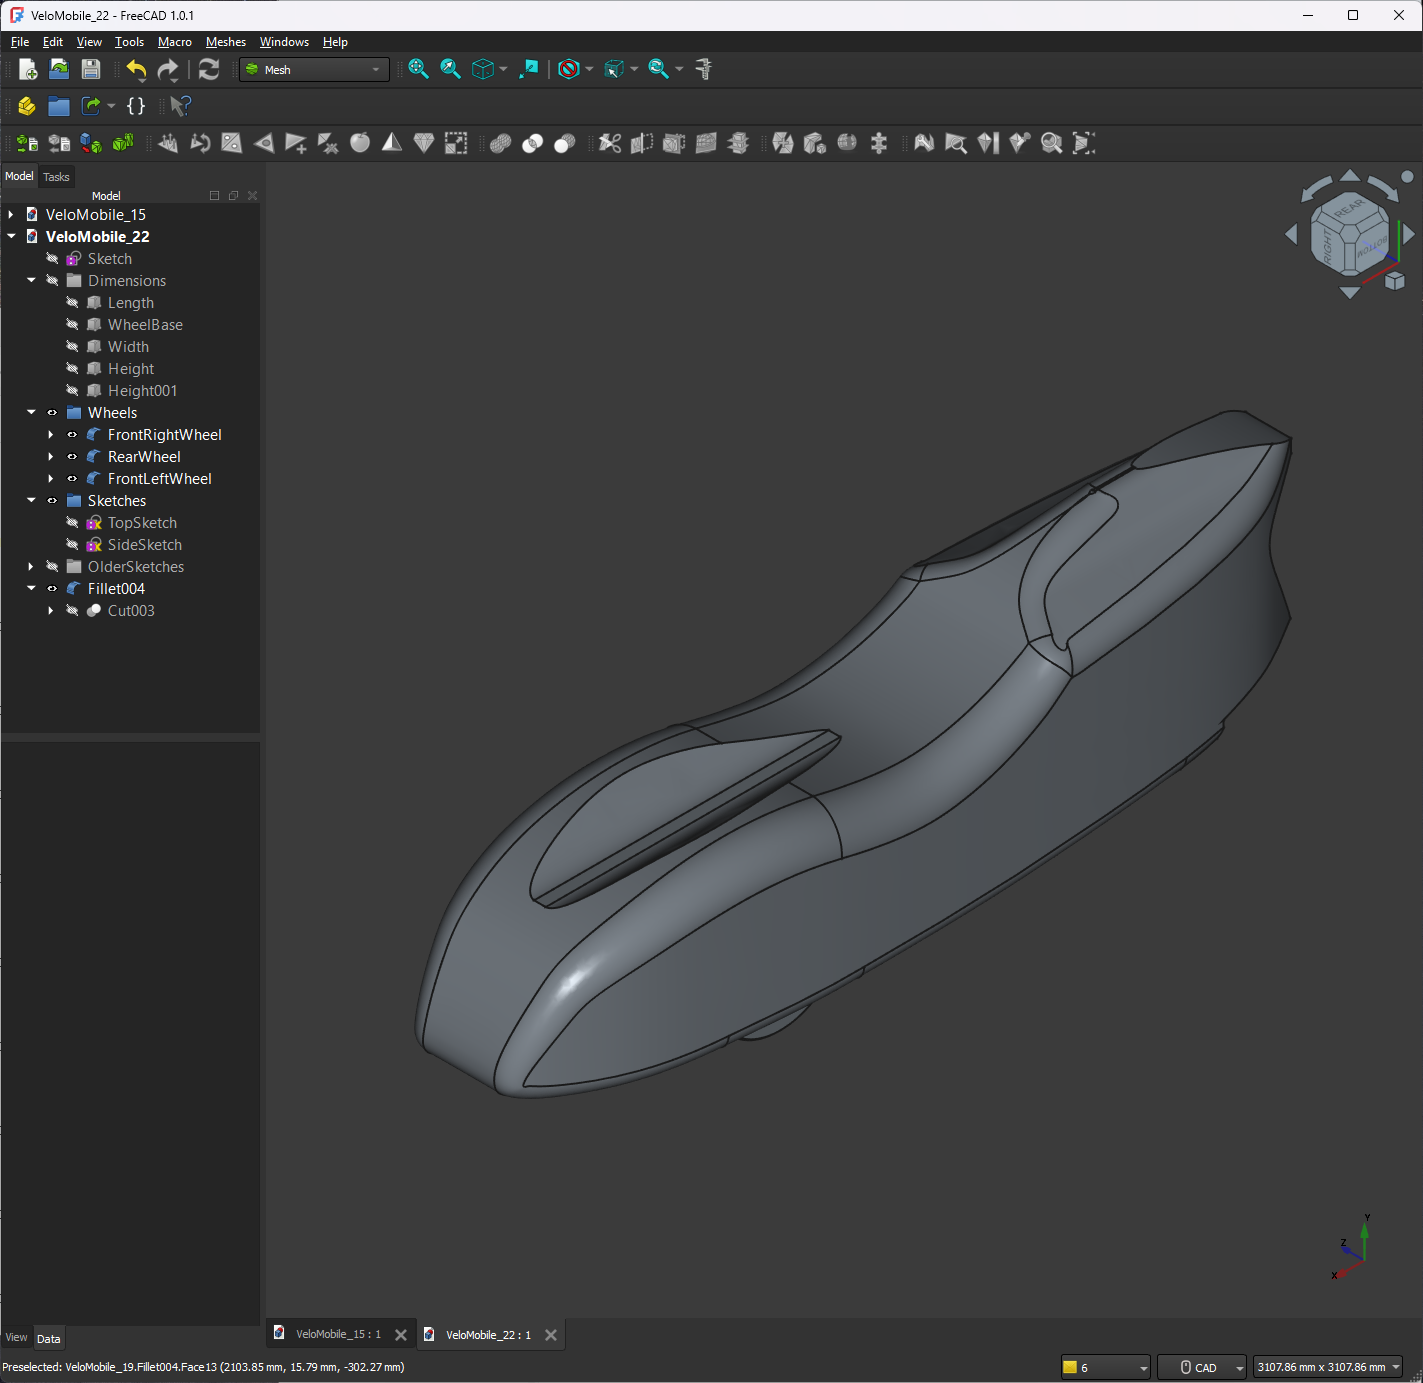 VeloMobile_22 - FreeCAD 1.0.1
File Edit View Tools Macro Meshes Windows Help
Mesh
Model Tasks
Model
VeloMobile_15
VeloMobile_22
Sketch
Dimensions
Length
WheelBase
Width
Height
Height001
Wheels
FrontRightWheel
RearWheel
FrontLeftWheel
Sketches
TopSketch
SideSketch
OlderSketches
Fillet004
Cut003
REAR
RIGHT
BOTTOM
Y
Z
X
View Data
VeloMobile_15 : 1
VeloMobile_22 : 1
Preselected: VeloMobile_19.Fillet004.Face13 (2103.85 mm, 15.79 mm, -302.27 mm)
6
CAD
3107.86 mm x 3107.86 mm